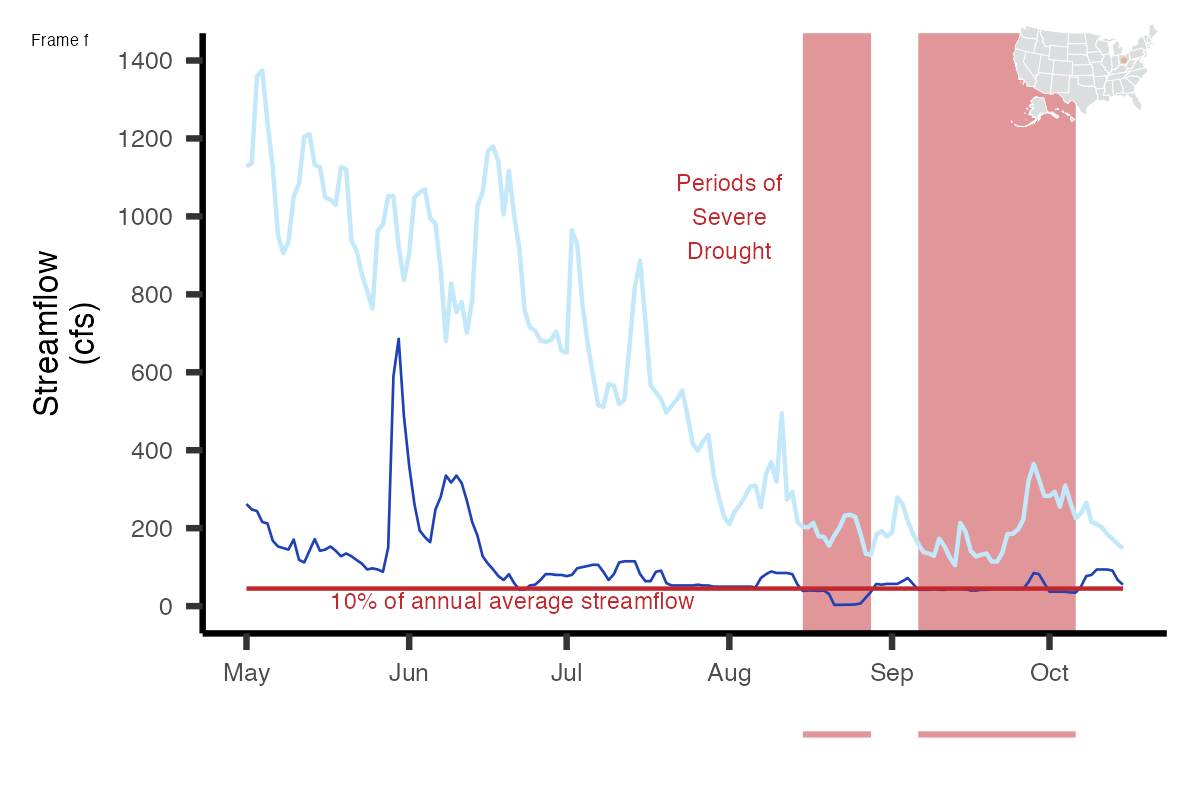 Frame f
1400
1200
1000
800
600
400
200
0
Streamflow
(cfs)
Periods of
Severe
Drought
10% of annual average streamflow
May
Jun
Jul
Aug
Sep
Oct